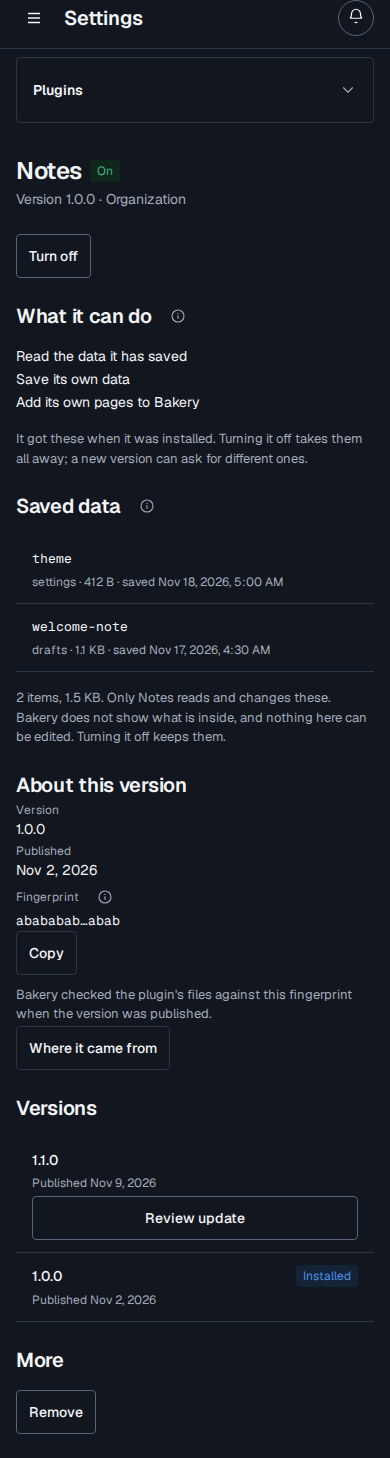 Settings
Plugins
Notes On
Version 1.0.0 · Organization
Turn off
What it can do
Read the data it has saved
Save its own data
Add its own pages to Bakery
It got these when it was installed. Turning it off takes them
all away; a new version can ask for different ones.
Saved data
theme
settings · 412 B · saved Nov 18, 2026, 5:00 AM
welcome-note
drafts · 1.1 KB · saved Nov 17, 2026, 4:30 AM
2 items, 1.5 KB. Only Notes reads and changes these.
Bakery does not show what is inside, and nothing here can
be edited. Turning it off keeps them.
About this version
Version
1.0.0
Published
Nov 2, 2026
Fingerprint
abababab…abab
Copy
Bakery checked the plugin's files against this fingerprint
when the version was published.
Where it came from
Versions
1.1.0
Published Nov 9, 2026
Review update
1.0.0 Installed
Published Nov 2, 2026
More
Remove